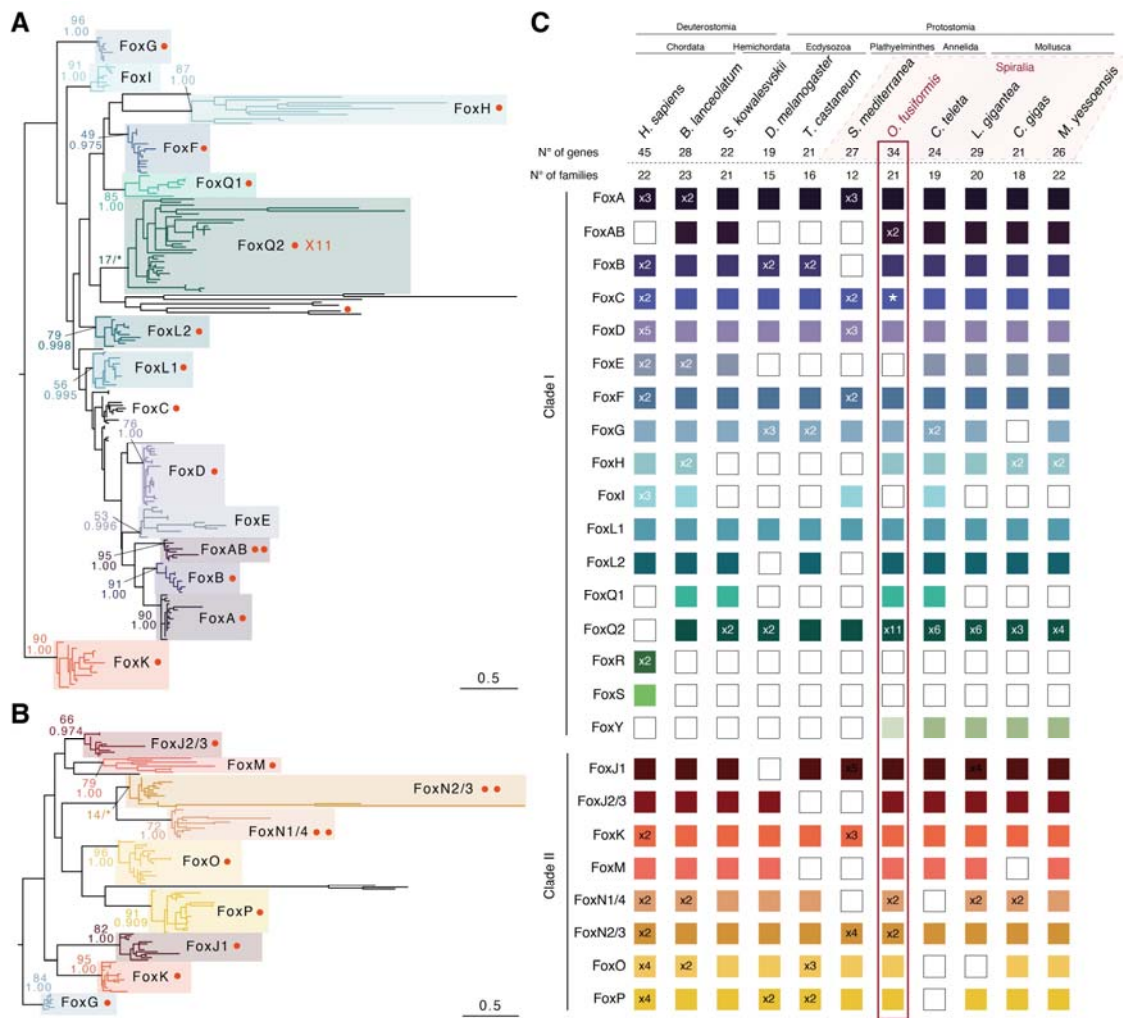 A
96
1.00
FoxG
91
1.00
FoxI
87
1.00
FoxH
49
0.975
FoxF
FoxQ1
85
1.00
FoxQ2 X11
17/*
79
0.998
FoxL2
FoxL1
56
0.995
FoxC
76
1.00
FoxD
53
0.996
FoxE
95
1.00
FoxAB
91
1.00
FoxB
90
1.00
FoxA
90
1.00
FoxK
0.5
B
66
0.974
FoxJ2/3
FoxM
79
1.00
FoxN2/3
14/*
72
1.00
FoxN1/4
96
1.00
FoxO
91
0.909
FoxP
82
1.00
FoxJ1
95
1.00
FoxK
84
1.00
FoxG
0.5
C
Deuterostomia Protostomia
Chordata Hemichordata Ecdysozoa Plathyelminthes Annelida Mollusca
Spiralia
H. sapiens
B. lanceolatum
S. kowalesvskii
D. melanogaster
T. castaneum
S. mediterranea
O. fusiformis
C. teleta
L. gigantea
C. gigas
M. yessoensis
N° of genes 45 28 22 19 21 27 34 24 29 21 26
N° of families 22 23 21 15 16 12 21 19 20 18 22
Clade I
FoxA x3 x2 x3
FoxAB x2
FoxB x2 x2 x2
FoxC x2 x2 *
FoxD x5 x3
FoxE x2 x2
FoxF x2 x2
FoxG x3 x2 x2
FoxH x2 x2 x2
FoxI x3
FoxL1
FoxL2
FoxQ1
FoxQ2 x2 x2 x11 x6 x6 x3 x4
FoxR x2
FoxS
FoxY
Clade II
FoxJ1 x5 x4
FoxJ2/3
FoxK x2 x3
FoxM
FoxN1/4 x2 x2 x2 x2 x2
FoxN2/3 x2 x4 x2
FoxO x4 x2 x3
FoxP x4 x2 x2